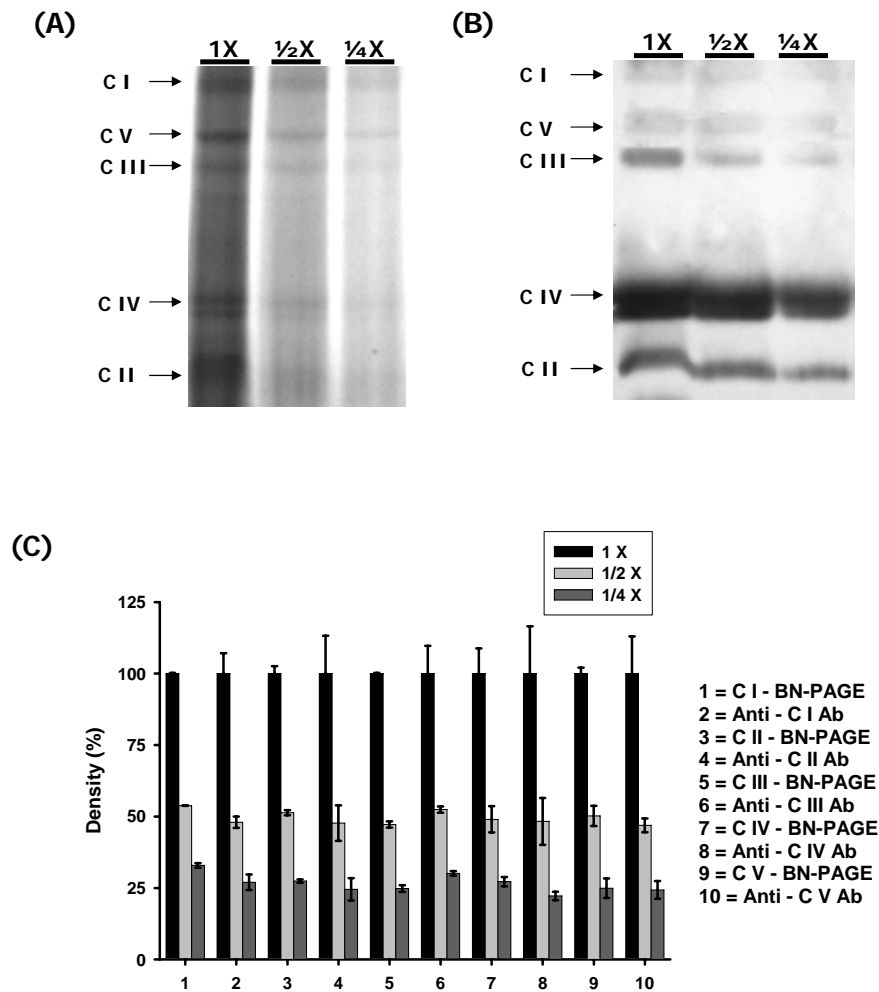 (A)
1X ½X ¼X
C I
C V
C III
C IV
C II
(B)
1X ½X ¼X
C I
C V
C III
C IV
C II
(C)
1 X
1/2 X
1/4 X
Density (%)
125
100
75
50
25
0
1 2 3 4 5 6 7 8 9 10
1 = C I - BN-PAGE
2 = Anti - C I Ab
3 = C II - BN-PAGE
4 = Anti - C II Ab
5 = C III - BN-PAGE
6 = Anti - C III Ab
7 = C IV - BN-PAGE
8 = Anti - C IV Ab
9 = C V - BN-PAGE
10 = Anti - C V Ab